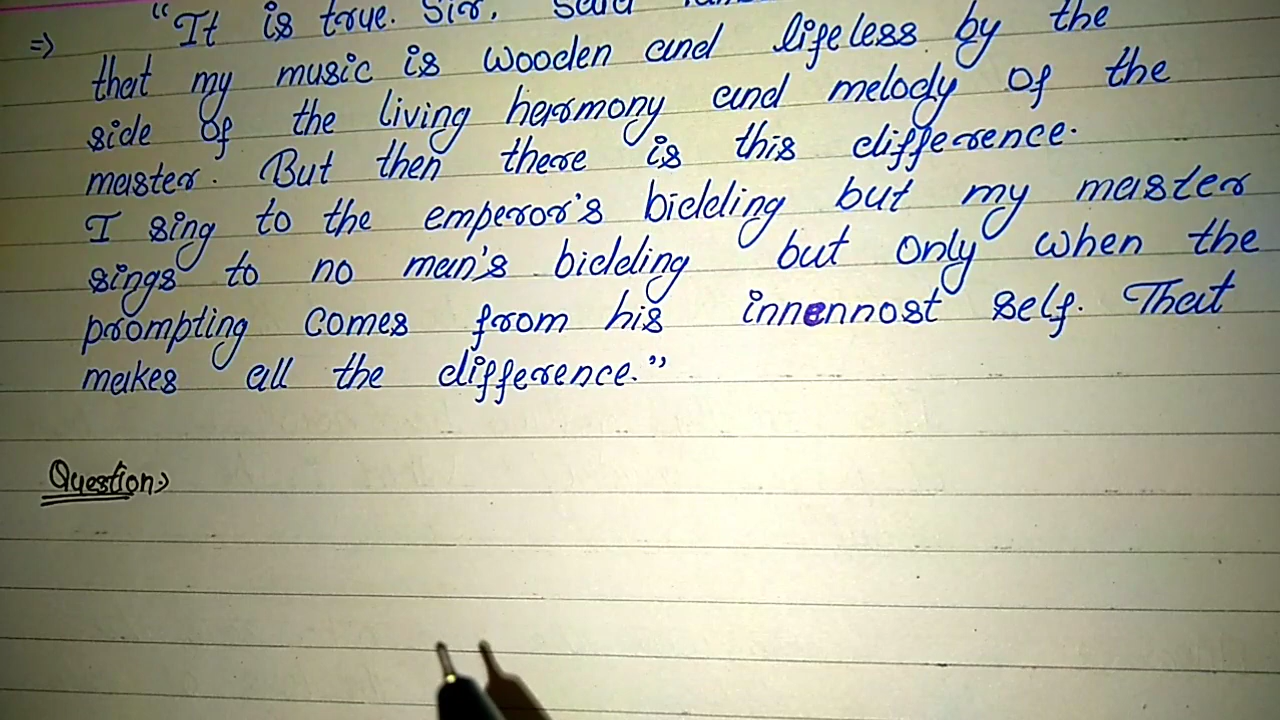 => "It is true. Sir, said
that my music is wooden and lifeless by the
side of the living harmony and melody of the
master. But then there is this difference.
I sing to the emperor's bidding but my master
sings to no man's bidding but only when the
prompting comes from his innennost self. That
makes all the difference."
Question:>